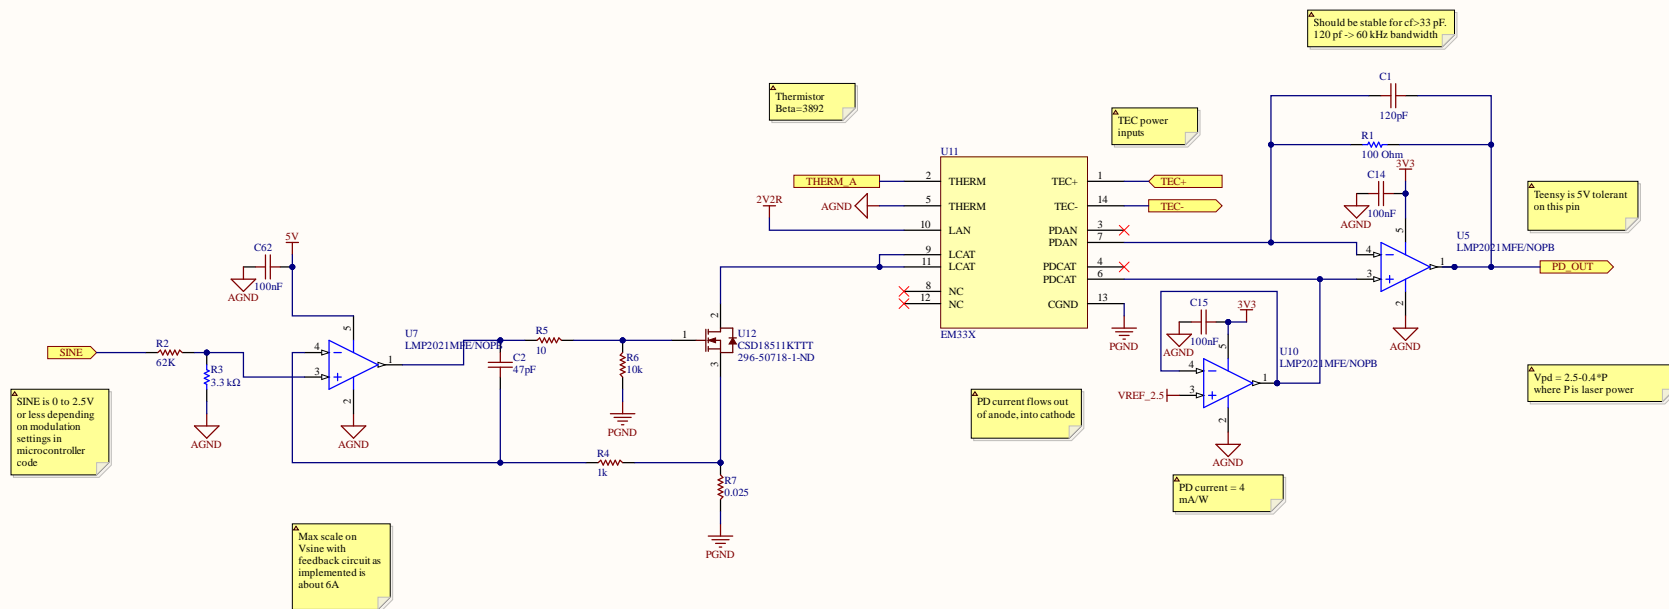 Should be stable for cf>33 pF.
120 pf -> 60 kHz bandwidth
C1
120pF
R1
100 Ohm
3V3
C14
100nF
AGND
Thermistor
Beta=3892
TEC power
inputs
Teensy is 5V tolerant
on this pin
U11
THERM_A
2
THERM
TEC+
1
TEC+
AGND
5
THERM
TEC-
14
TEC-
2V2R
10
LAN
PDAN
3
PDAN
7
9
LCAT
11
LCAT
PDCAT
4
PDCAT
6
8
NC
12
NC
CGND
13
EM33X
PGND
U5
LMP2021MFE/NOPB
5
4
3
1
2
PD_OUT
AGND
C62
5V
100nF
AGND
SINE
R2
62K
R3
3.3 kΩ
AGND
U7
LMP2021MFE/NOPB
5
4
3
1
2
AGND
R5
10
C2
47pF
R6
10k
PGND
2
1
3
U12
CSD18511KTTT
296-50718-1-ND
R4
1k
R7
0.025
PGND
C15
3V3
100nF
AGND
U10
LMP2021MFE/NOPB
5
4
3
1
2
VREF_2.5
AGND
SINE is 0 to 2.5V
or less depending
on modulation
settings in
microcontroller
code
PD current flows out
of anode, into cathode
Vpd = 2.5-0.4*P
where P is laser power
PD current = 4
mA/W
Max scale on
Vsine with
feedback circuit as
implemented is
about 6A